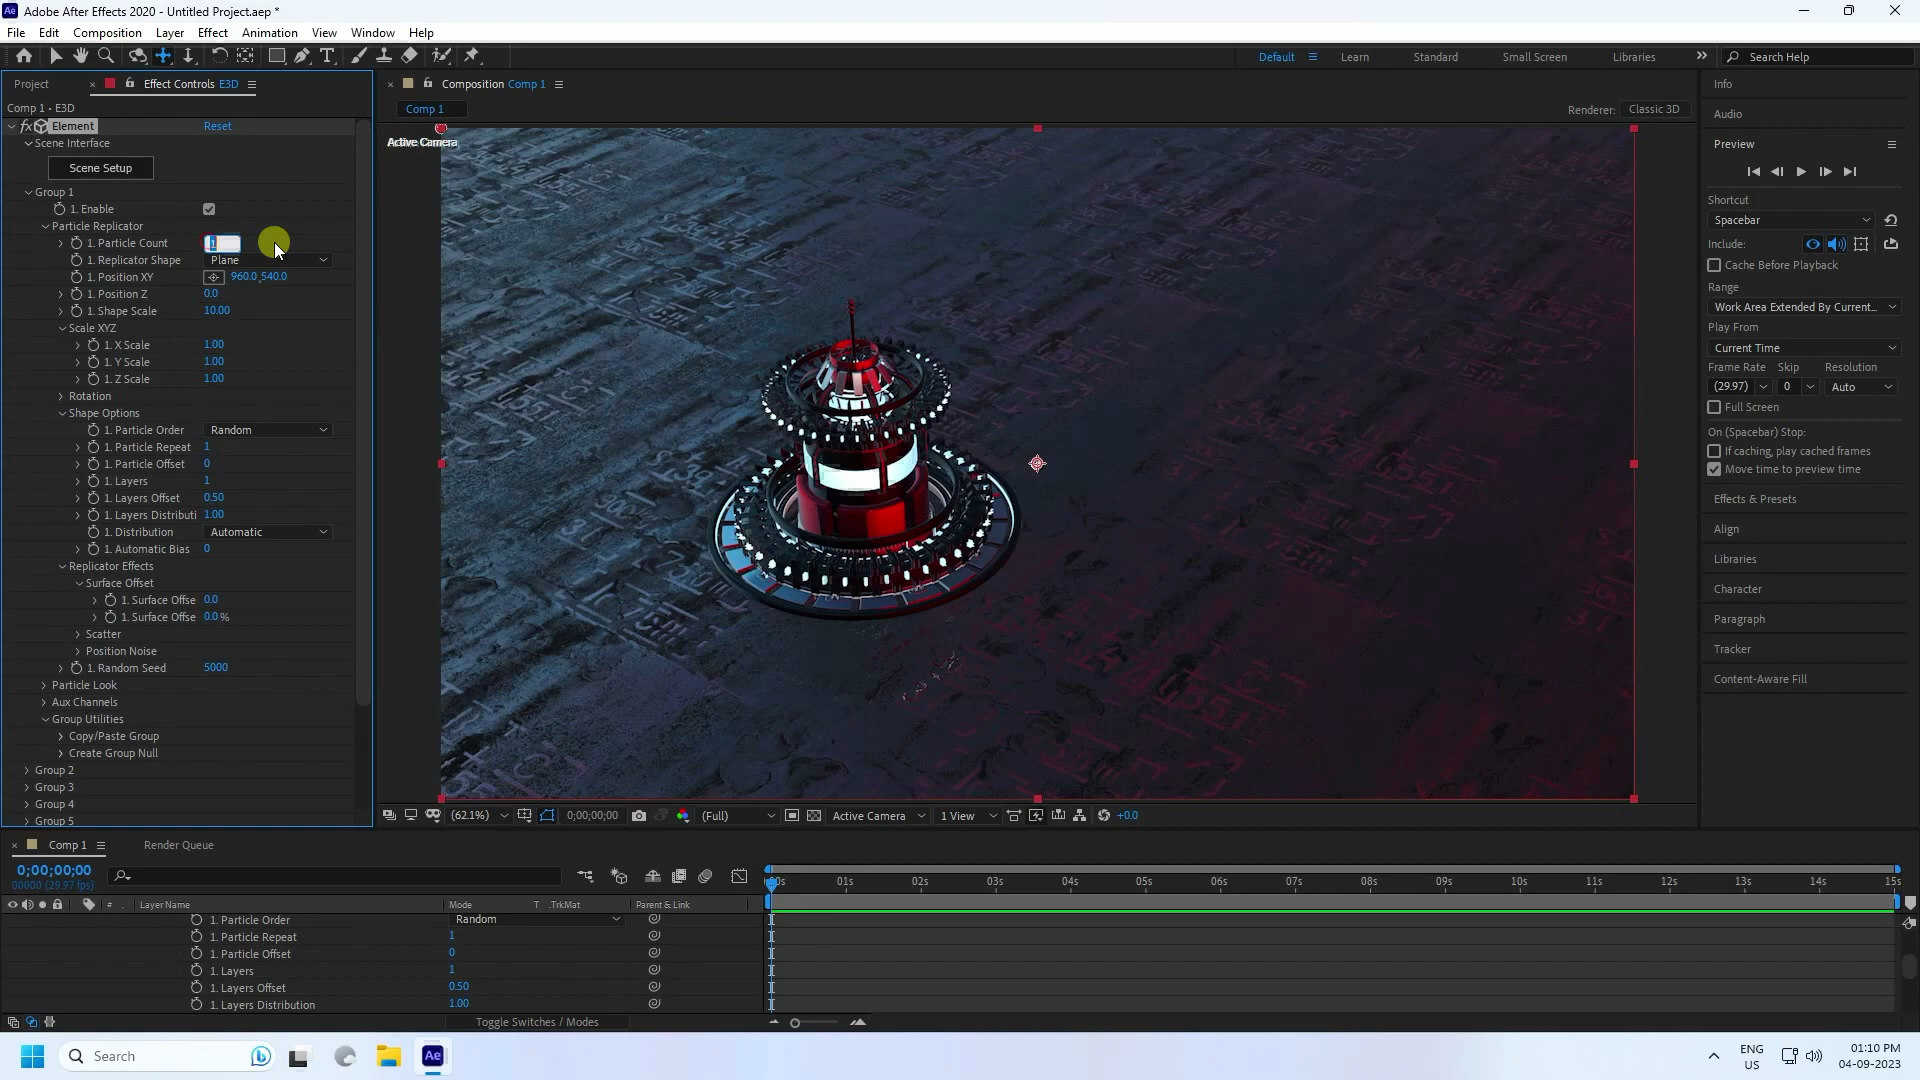 Adobe After Effects 2020 - Untitled Project.aep *
File Edit Composition Layer Effect Animation View Window Help
Default Learn Standard Small Screen Libraries Search Help
Project Effect Controls E3D
Comp 1 • E3D
Element Reset
Scene Interface
Scene Setup
Group 1
1. Enable
Particle Replicator
1. Particle Count 1
1. Replicator Shape Plane
1. Position XY 960.0,540.0
1. Position Z 0.0
1. Shape Scale 10.00
Scale XYZ
1. X Scale 1.00
1. Y Scale 1.00
1. Z Scale 1.00
Rotation
Shape Options
1. Particle Order Random
1. Particle Repeat 1
1. Particle Offset 0
1. Layers 1
1. Layers Offset 0.50
1. Layers Distributi 1.00
1. Distribution Automatic
1. Automatic Bias 0
Replicator Effects
Surface Offset
1. Surface Offse 0.0
1. Surface Offse 0.0%
Scatter
Position Noise
1. Random Seed 5000
Particle Look
Aux Channels
Group Utilities
Copy/Paste Group
Create Group Null
Group 2
Group 3
Group 4
Group 5
Composition Comp 1
Comp 1
Renderer: Classic 3D
Active Camera
(62.1%) 0;00;00;00 (Full) Active Camera 1 View +0.0
Info
Audio
Preview
Shortcut
Spacebar
Include:
Cache Before Playback
Range
Work Area Extended By Current...
Play From
Current Time
Frame Rate Skip Resolution
(29.97) 0 Auto
Full Screen
On (Spacebar) Stop:
If caching, play cached frames
Move time to preview time
Effects & Presets
Align
Libraries
Character
Paragraph
Tracker
Content-Aware Fill
Comp 1 Render Queue
0;00;00;00
00000 (29.97 fps)
01s 02s 03s 04s 05s 06s 07s 08s 09s 10s 11s 12s 13s 14s 15s
# Layer Name Mode T .TrkMat Parent & Link
1. Particle Order Random
1. Particle Repeat 1
1. Particle Offset 0
1. Layers 1
1. Layers Offset 0.50
1. Layers Distribution 1.00
Toggle Switches / Modes
Search
ENG
US
01:10 PM
04-09-2023